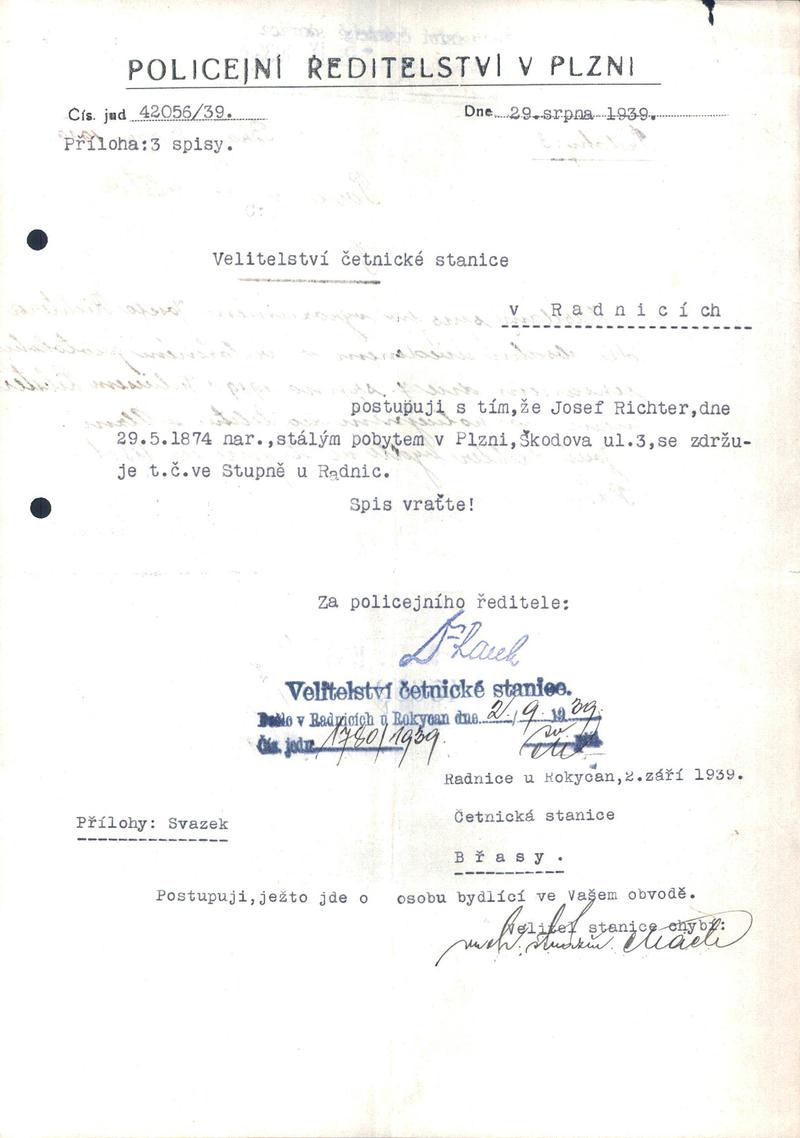 POLICEJNÍ ŘEDITELSTVÍ V PLZNI
Čís. jed 42056/39.
Dne 29.srpna 1939.
Příloha:3 spisy.
Velitelství četnické stanice
v Radnicích
postupuji s tím,že Josef Richter,dne
29.5.1874 nar.,stálým pobytem v Plzni,Škodova ul.3,se zdržu-
je t.č.ve Stupně u Radnic.
Spis vraťte!
Za policejního ředitele:
Velitelství četnické stanice.
Došlo v Radnicích u Rokycan dne 2/9 1939.
Čís. jedn. 1780/1939
Radnice u Rokycan,2.září 1939.
Přílohy: Svazek
Četnická stanice
Břasy.
Postupuji,ježto jde o osobu bydlící ve Vašem obvodě.
Velitel stanice chybí: